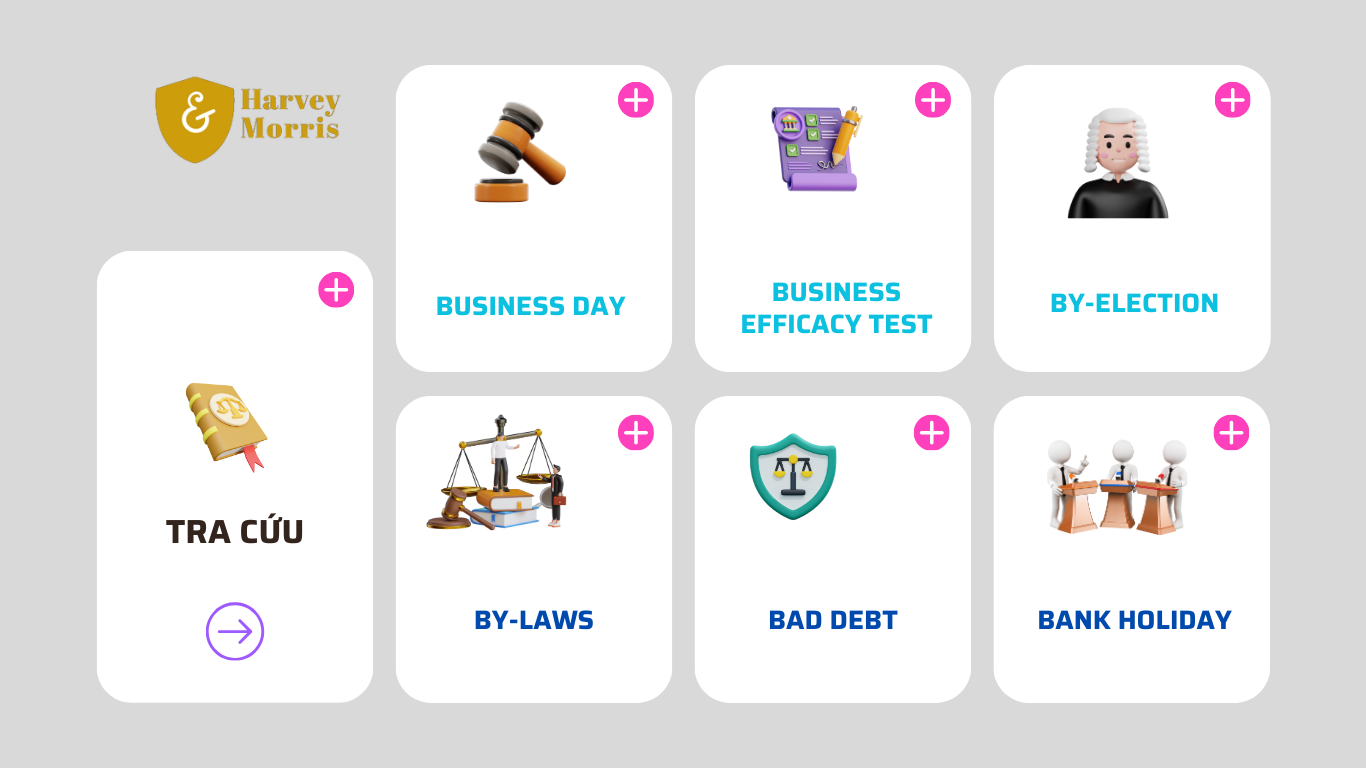 &
Harvey
Morris
TRA CỨU
BUSINESS DAY
BUSINESS
EFFICACY TEST
BY-ELECTION
BY-LAWS
BAD DEBT
BANK HOLIDAY